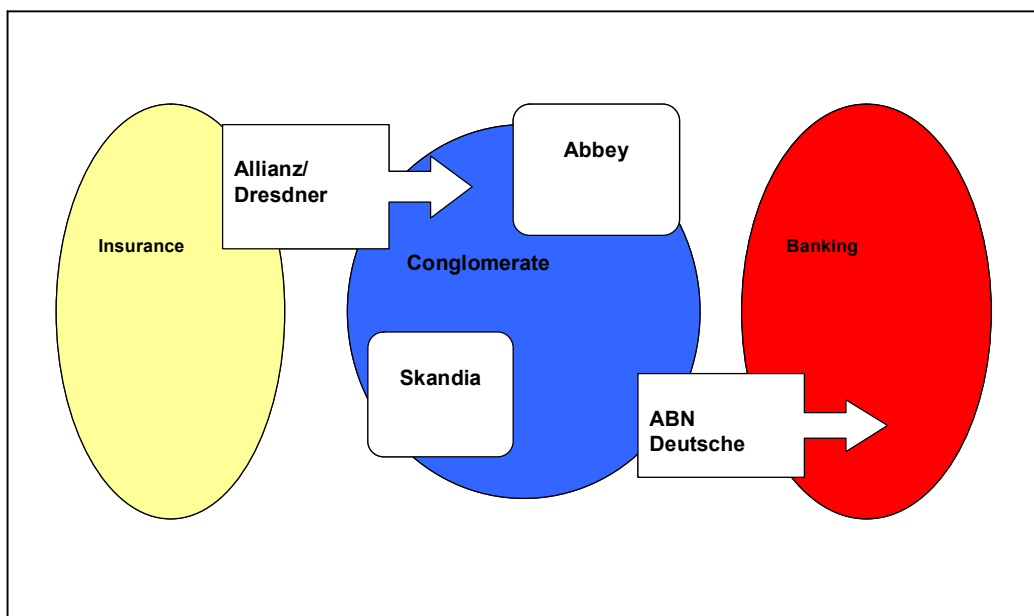 Allianz/
Dresdner
Abbey
Insurance
Conglomerate
Banking
Skandia
ABN
Deutsche